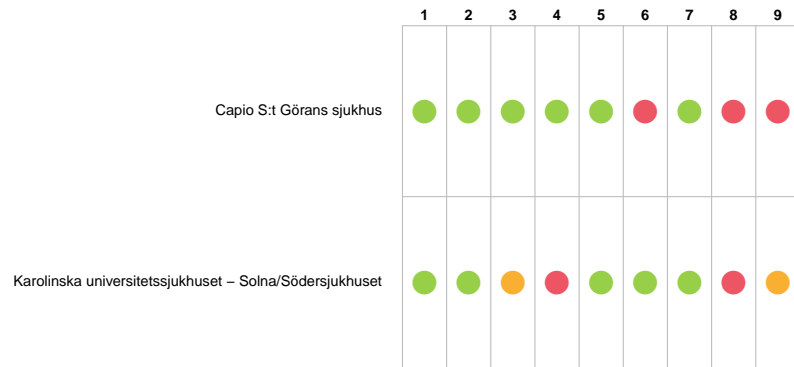 1 2 3 4 5 6 7 8 9
Capio S:t Görans sjukhus
Karolinska universitetssjukhuset – Solna/Södersjukhuset